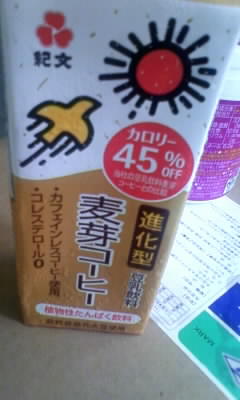 紀文
カロリー
45%
OFF
当社の豆乳飲料麦芽
コーヒーとの比較
進化型
豆乳飲料
麦芽コーヒー
・カフェインレスコーヒー使用
・コレステロール0
植物性たんぱく飲料
MARK